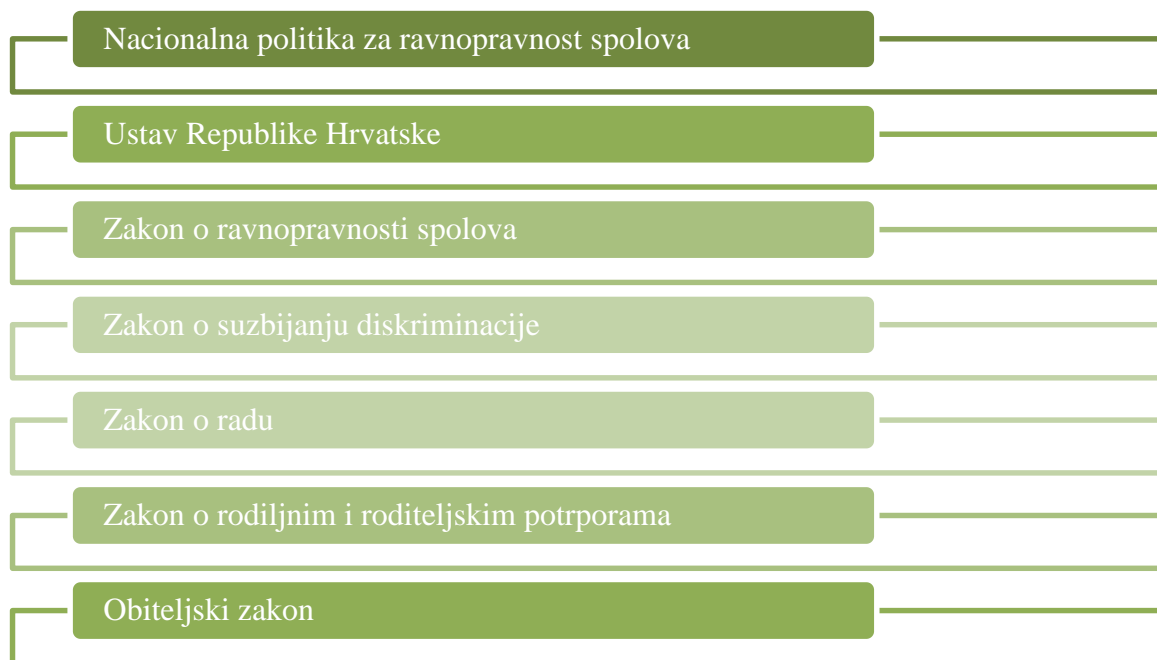 Nacionalna politika za ravnopravnost spolova
Ustav Republike Hrvatske
Zakon o ravnopravnosti spolova
Zakon o suzbijanju diskriminacije
Zakon o radu
Zakon o rodiljnim i roditeljskim potrporama
Obiteljski zakon